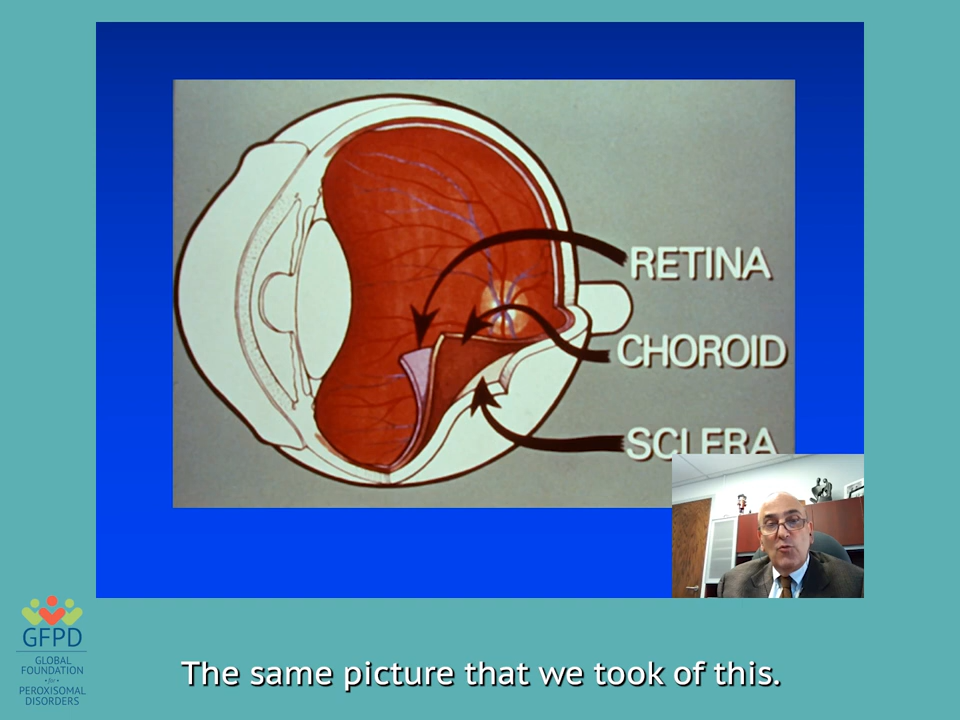 RETINA
CHOROID
SCLERA
GFPD
GLOBAL
FOUNDATION
for
PEROXISOMAL
DISORDERS
The same picture that we took of this.